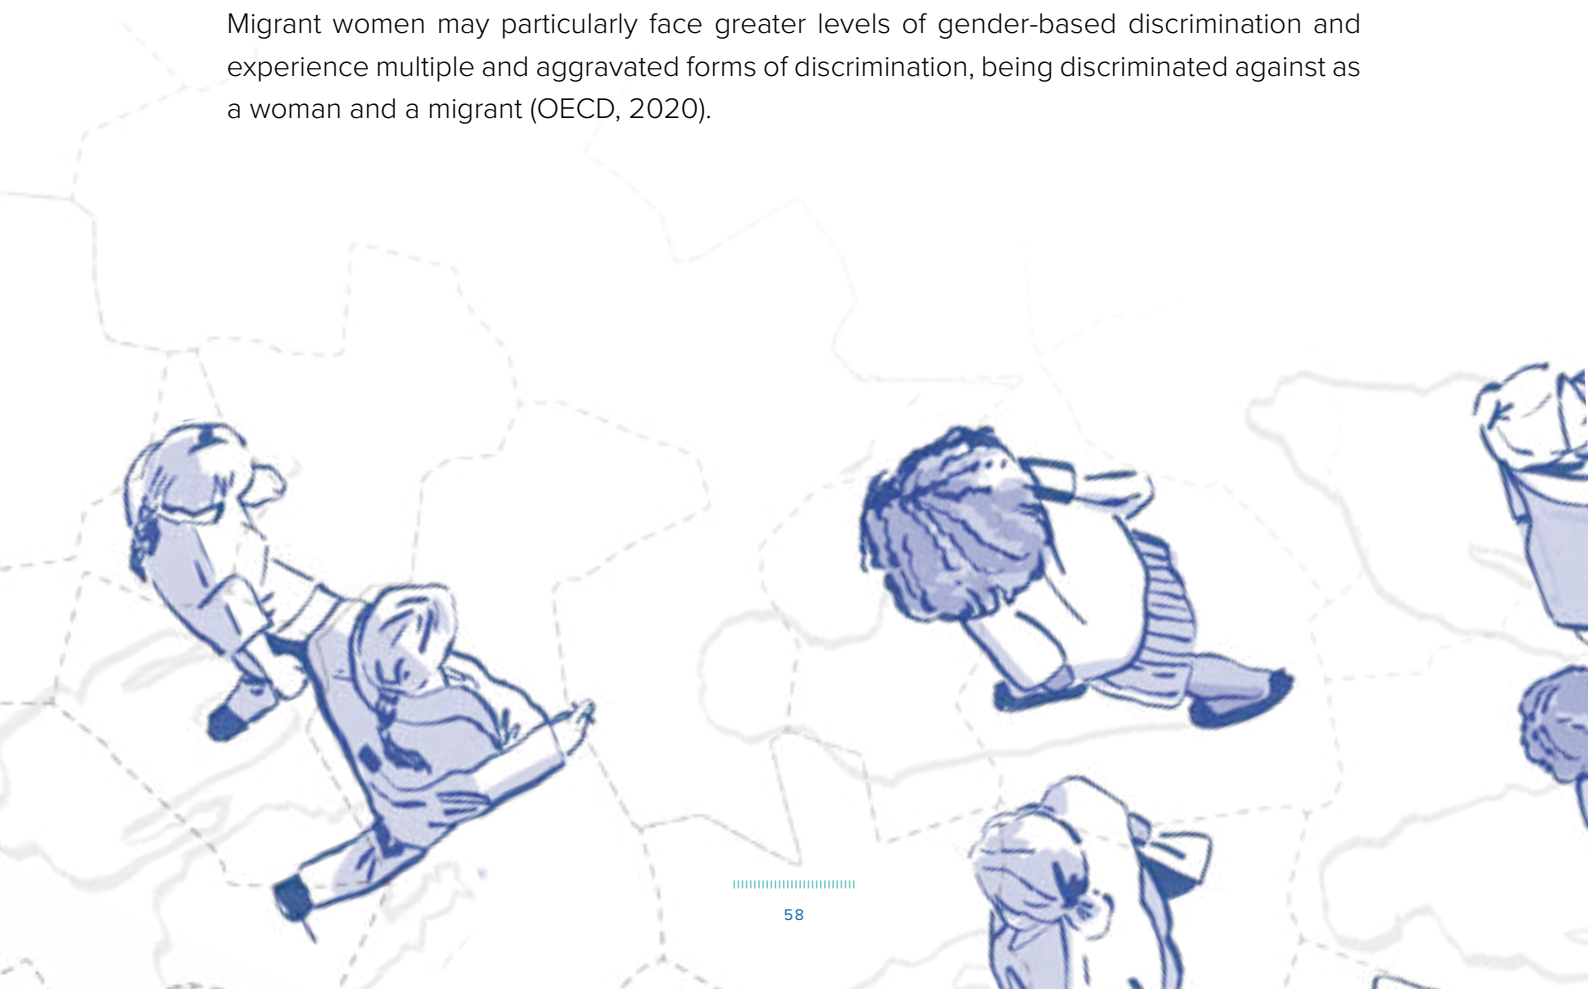 Migrant women may particularly face greater levels of gender-based discrimination and
experience multiple and aggravated forms of discrimination, being discriminated against as
a woman and a migrant (OECD, 2020).
58